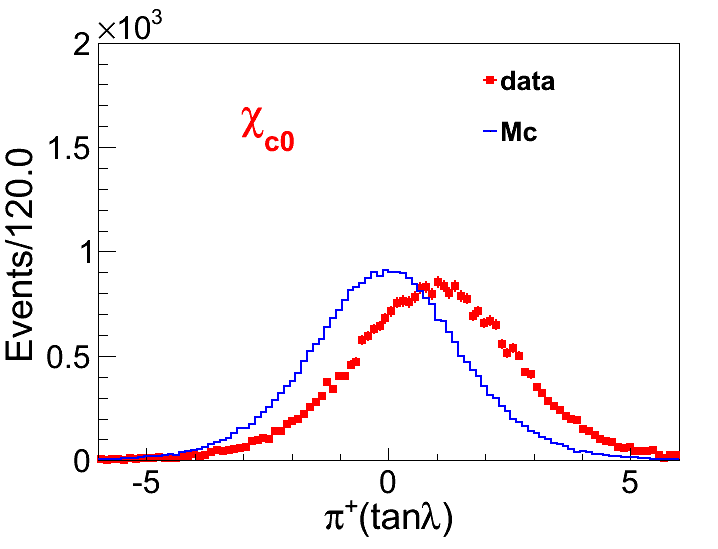 ×10³
2
1.5
1
0.5
0
Events/120.0
χc0
data
Mc
-5
0
5
π⁺(tanλ)